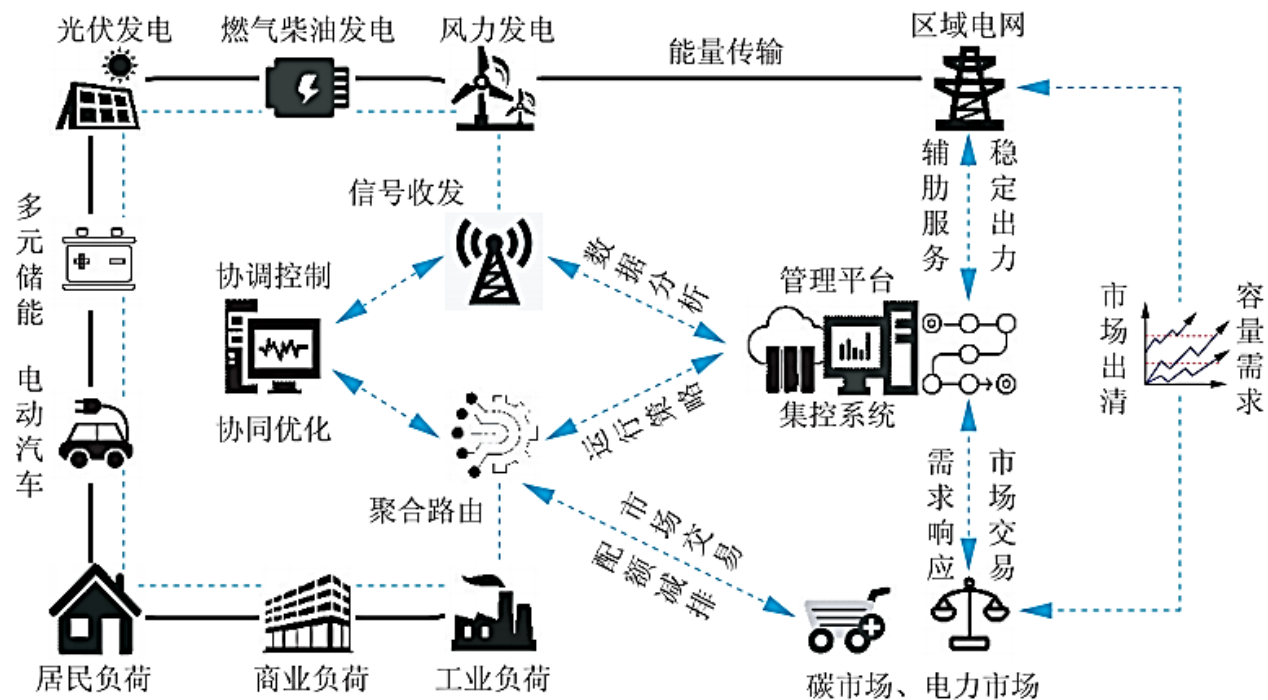 光伏发电
燃气柴油发电
风力发电
能量传输
区域电网
辅肋服务
稳定出力
多元储能
信号收发
数据分析
协调控制
管理平台
市场出清
容量需求
电动汽车
协同优化
运行策略
集控系统
需求响应
市场交易
聚合路由
市场交易
配额减排
居民负荷
商业负荷
工业负荷
碳市场、电力市场